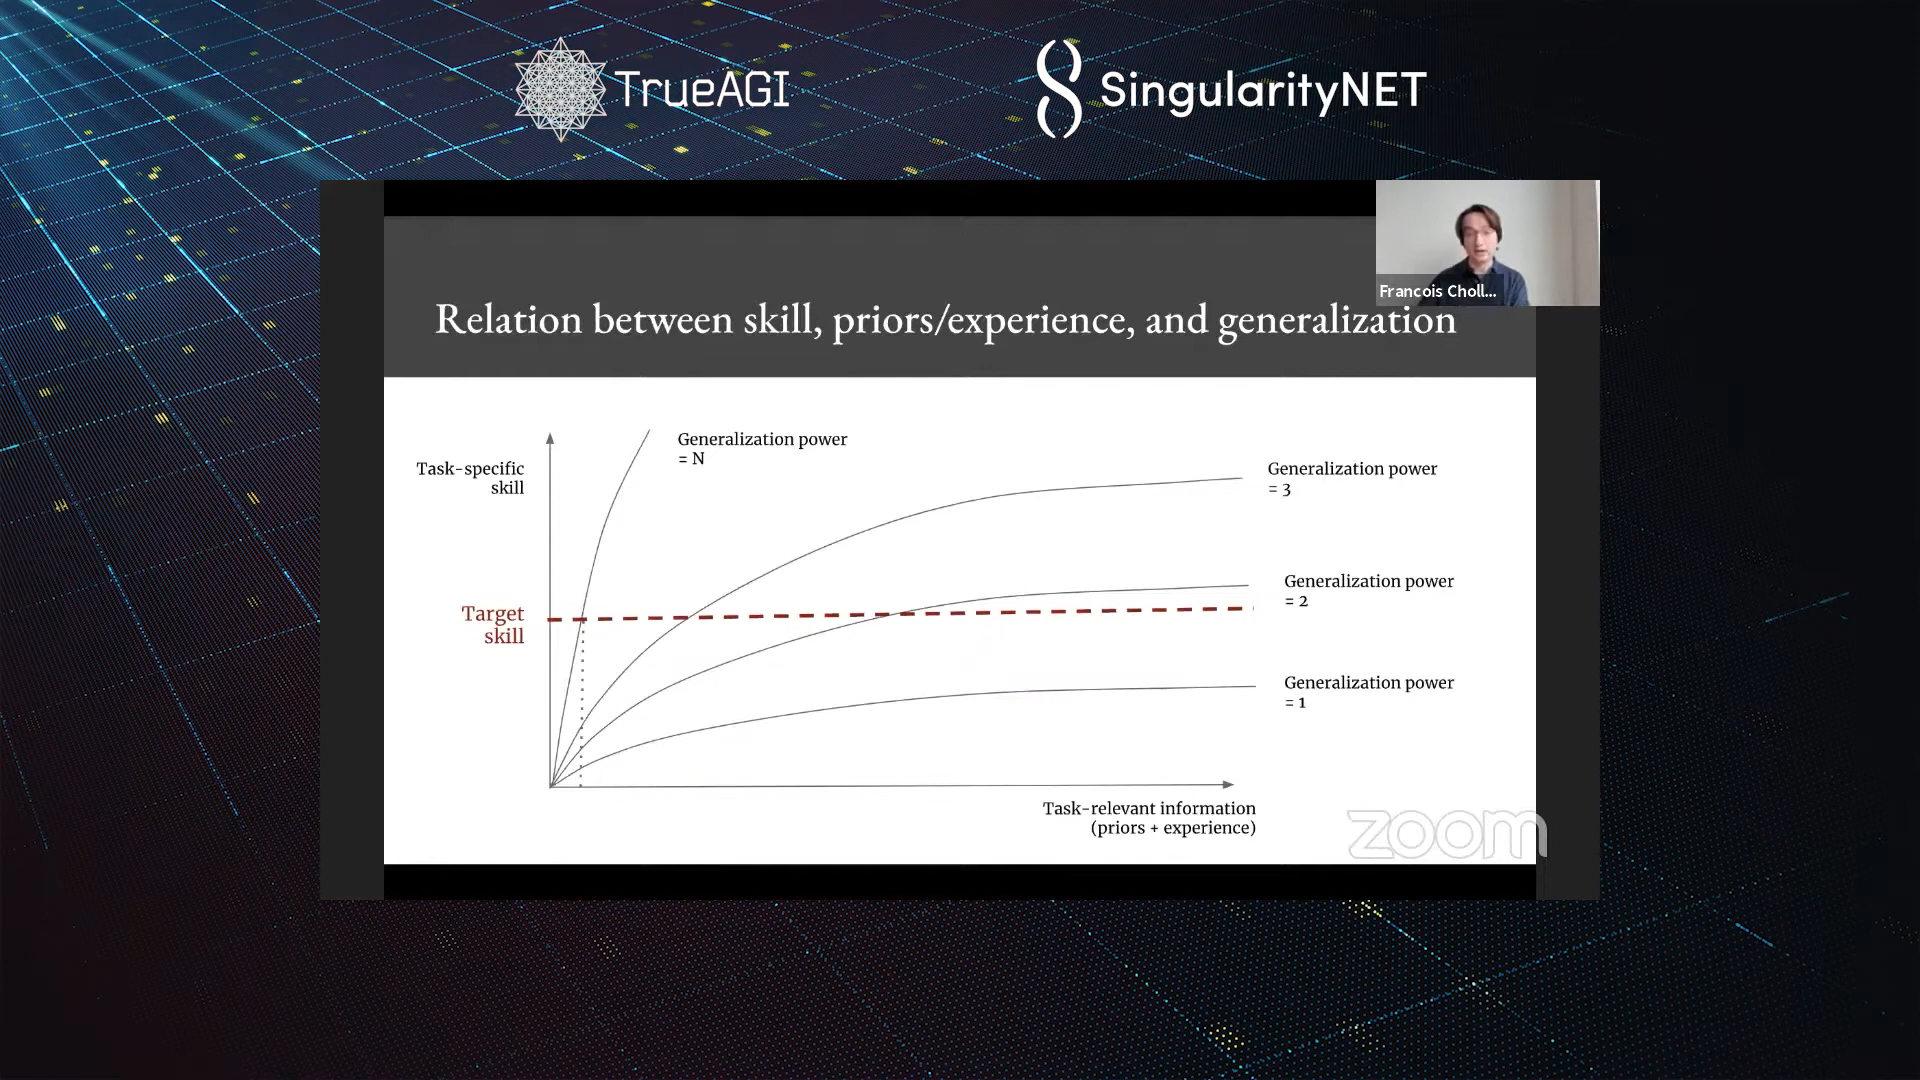 TrueAGI
SingularityNET
Francois Choll...
Relation between skill, priors/experience, and generalization
Generalization power
= N
Task-specific
skill
Generalization power
= 3
Generalization power
= 2
Target
skill
Generalization power
= 1
Task-relevant information
(priors + experience)
zoom